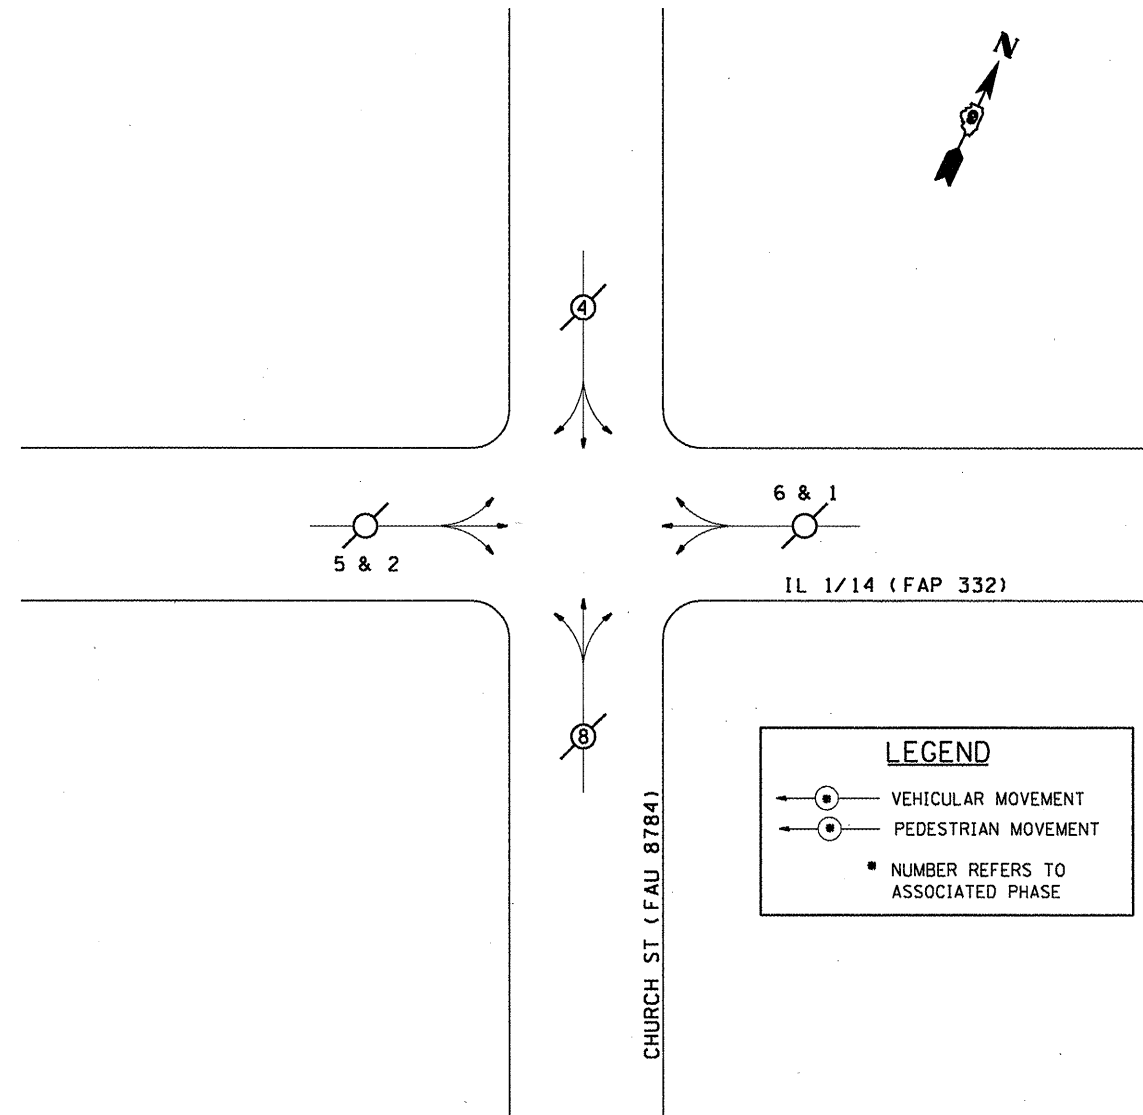 N
4
6 & 1
5 & 2
IL 1/14 (FAP 332)
8
CHURCH ST (FAU 8784)
LEGEND
VEHICULAR MOVEMENT
PEDESTRIAN MOVEMENT
* NUMBER REFERS TO
ASSOCIATED PHASE